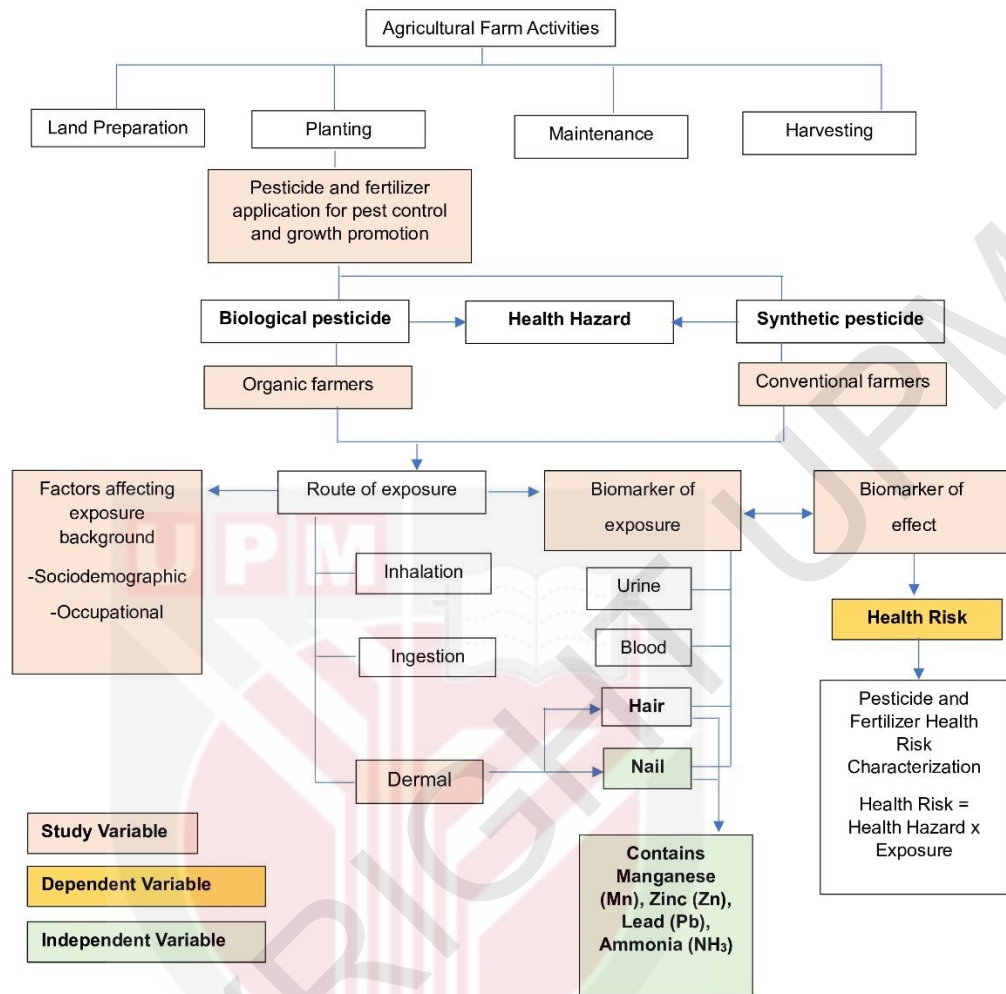 Agricultural Farm Activities
Land Preparation
Planting
Maintenance
Harvesting
Pesticide and fertilizer
application for pest control
and growth promotion
Biological pesticide
Health Hazard
Synthetic pesticide
Organic farmers
Conventional farmers
Factors affecting
exposure
background
-Sociodemographic
-Occupational
Route of exposure
Biomarker of
exposure
Biomarker of
effect
UPM
Inhalation
Ingestion
Dermal
Urine
Blood
Hair
Nail
Health Risk
Pesticide and
Fertilizer Health
Risk
Characterization
Health Risk =
Health Hazard x
Exposure
Contains
Manganese
(Mn), Zinc (Zn),
Lead (Pb),
Ammonia (NH₃)
Study Variable
Dependent Variable
Independent Variable
RIGHT UPM